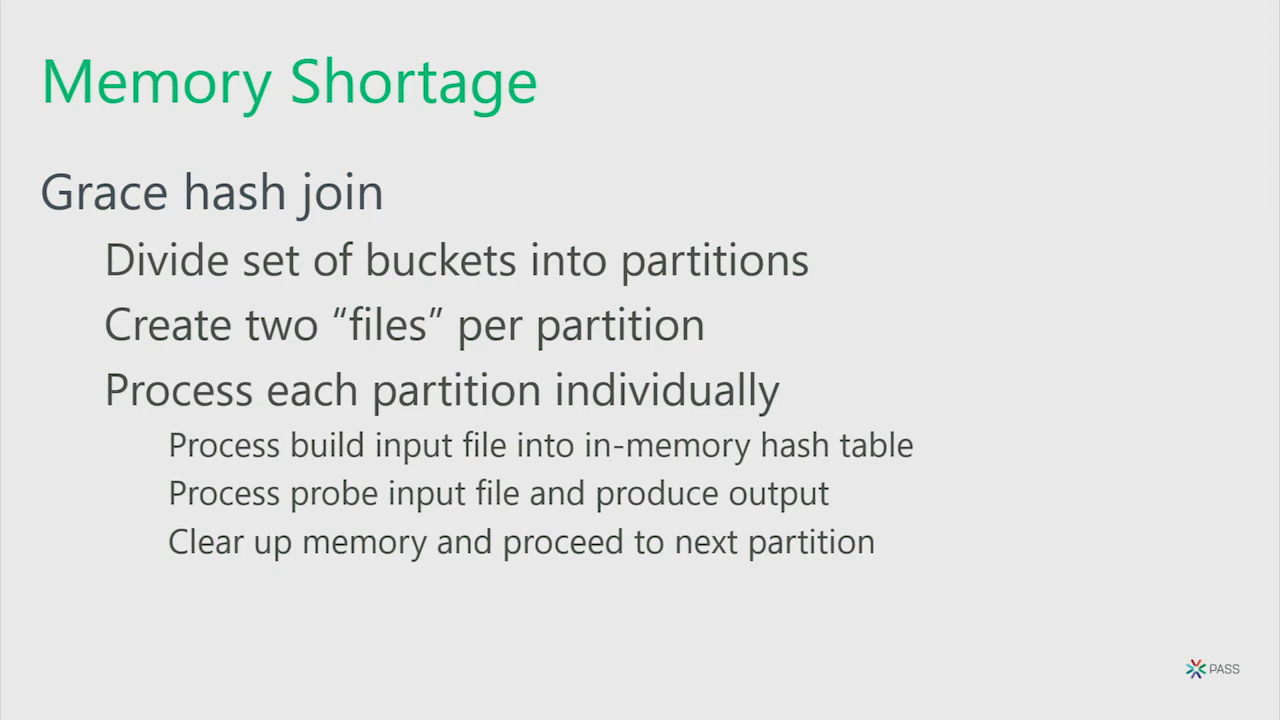 Memory Shortage
Grace hash join
Divide set of buckets into partitions
Create two “files” per partition
Process each partition individually
Process build input file into in-memory hash table
Process probe input file and produce output
Clear up memory and proceed to next partition
PASS